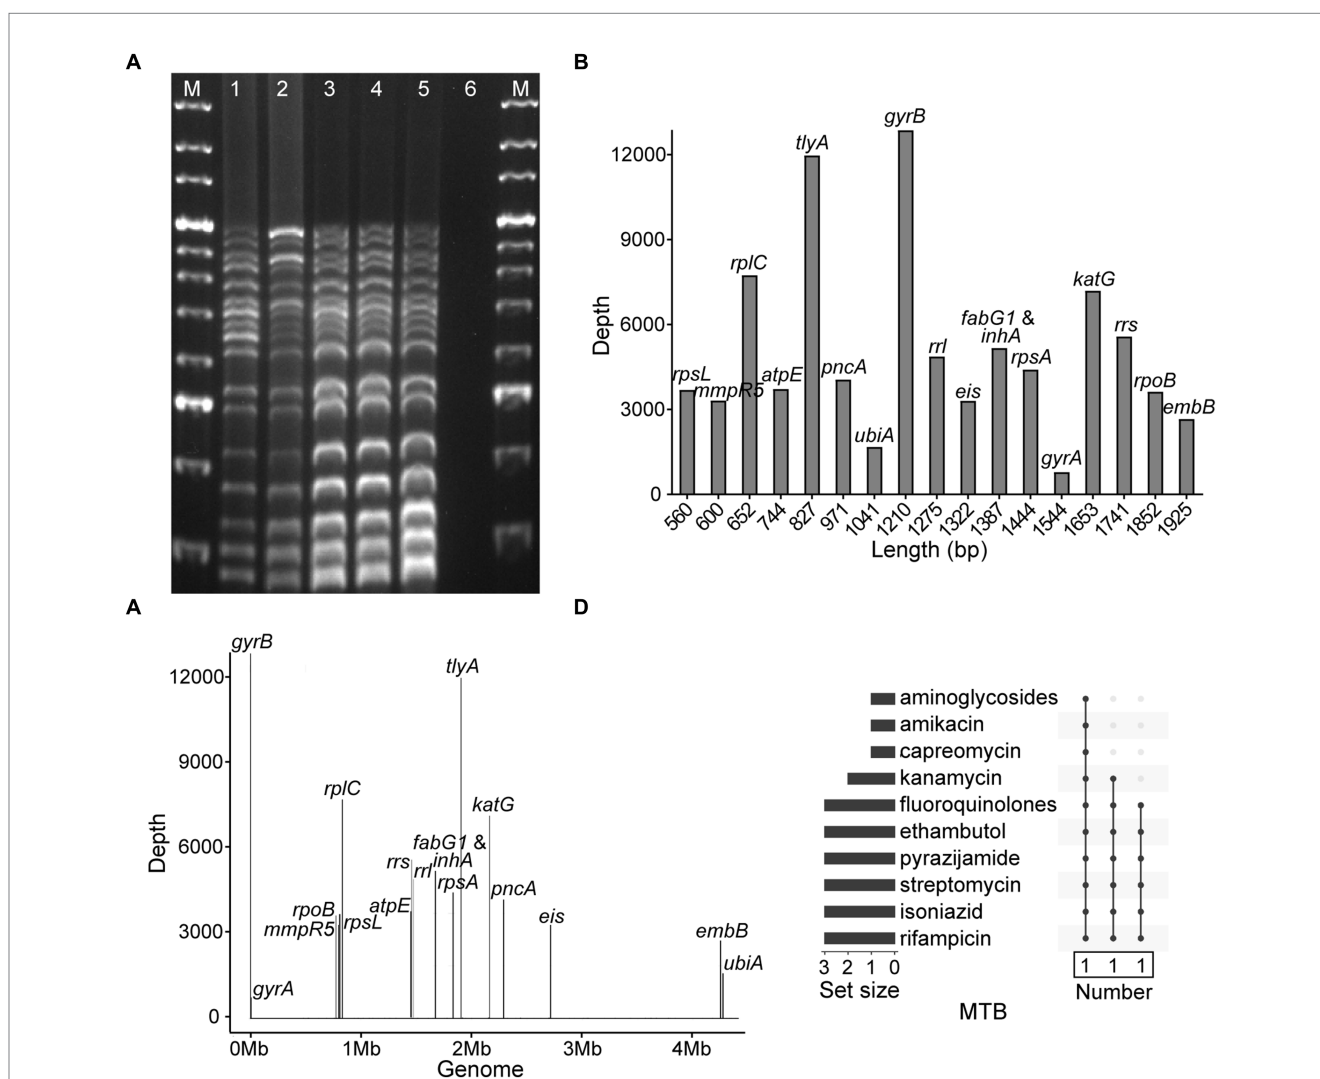 A
M 1 2 3 4 5 6 M
B
Depth
12000
9000
6000
3000
0
rpsL
mmpR5
rplC
atpE
tlyA
pncA
ubiA
gyrB
rrl
eis
fabG1 &
inhA
rpsA
gyrA
katG
rrs
rpoB
embB
560 600 652 744 827 971 1041 1210 1275 1322 1387 1444 1544 1653 1741 1852 1925
Length (bp)
A
Depth
12000
9000
6000
3000
0
gyrB
gyrA
rpoB
mmpR5
rplC
rpsL
atpE
rrs
rrl
fabG1 &
inhA
rpsA
tlyA
katG
pncA
eis
embB
ubiA
0Mb 1Mb 2Mb 3Mb 4Mb
Genome
D
aminoglycosides
amikacin
capreomycin
kanamycin
fluoroquinolones
ethambutol
pyrazijamide
streptomycin
isoniazid
rifampicin
3 2 1 0
Set size
1 1 1
Number
MTB